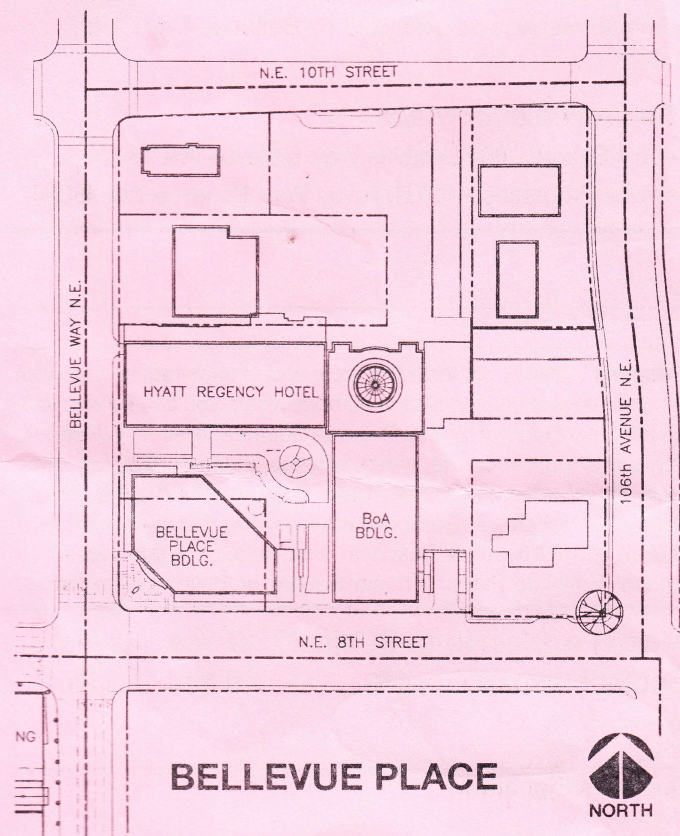 N.E. 10TH STREET
BELLEVUE WAY N.E.
HYATT REGENCY HOTEL
106th AVENUE N.E.
BoA
BLDG.
BELLEVUE
PLACE
BDLG.
N.E. 8TH STREET
NG
BELLEVUE PLACE
NORTH